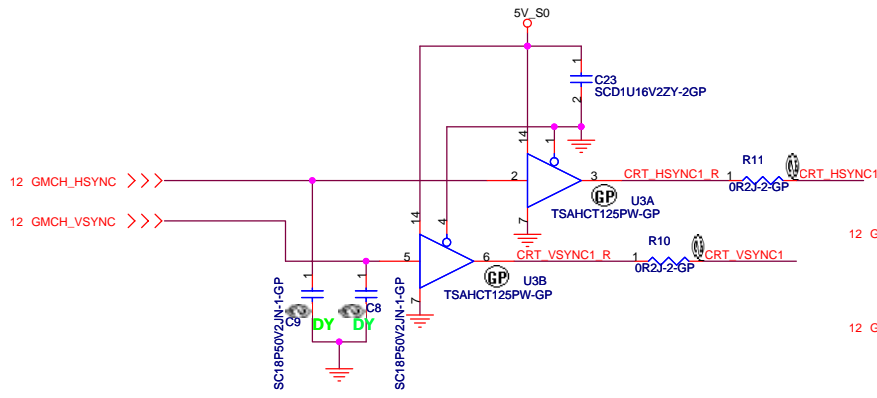 5V_S0
1
C23
SCD1U16V2ZY-2GP
2
14
1
R11
12 GMCH_HSYNC
2
3
CRT_HSYNC1_R
1
CRT_HSYNC1
0R2J-2-GP
GP
U3A
TSAHCT125PW-GP
7
12 GMCH_VSYNC
14
4
R10
12 G
5
6
CRT_VSYNC1_R
1
CRT_VSYNC1
0R2J-2-GP
GP
U3B
TSAHCT125PW-GP
7
1
1
SC18P50V2JN-1-GP
C9
DY
C8
DY
SC18P50V2JN-1-GP
12 G